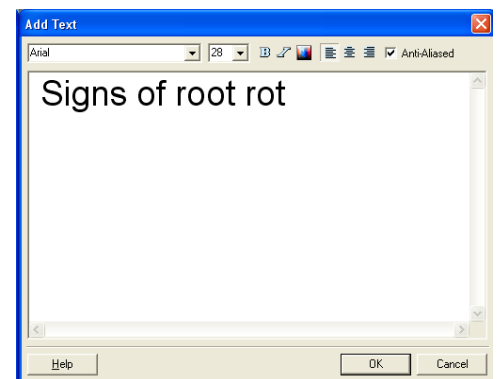 Add Text
Arial 28 B Anti-Aliased
Signs of root rot
Help OK Cancel